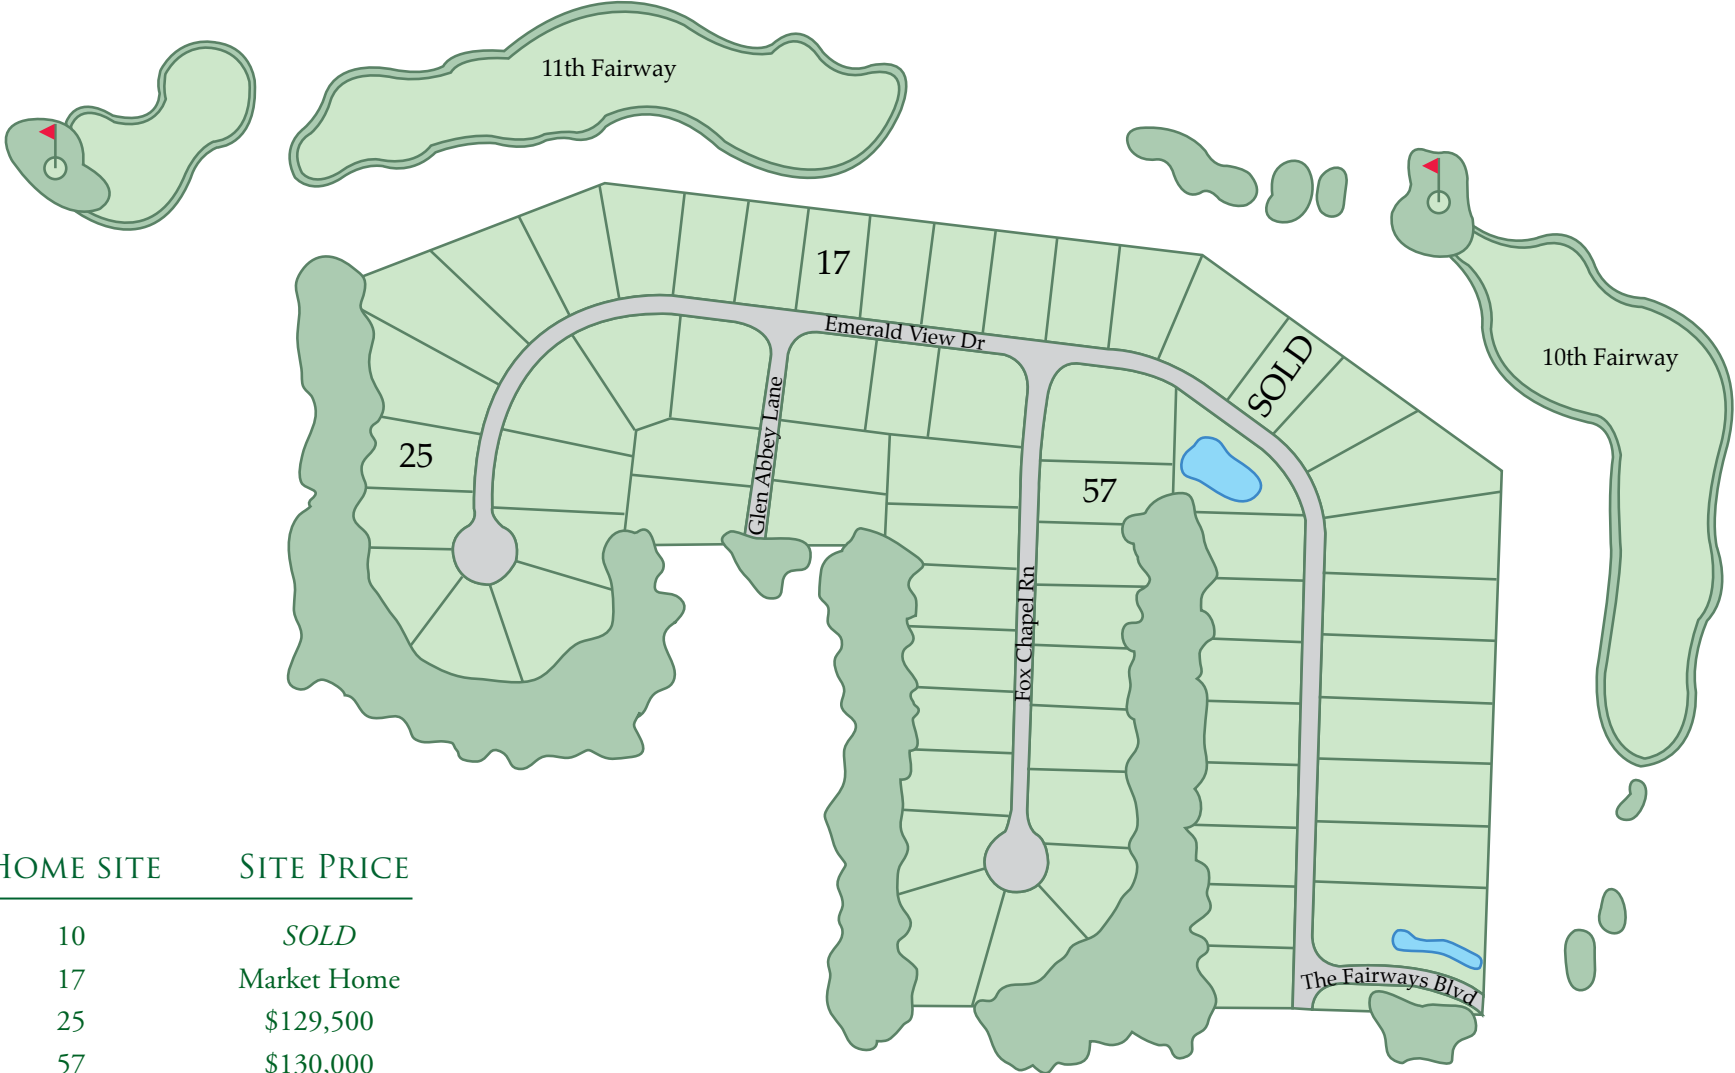 11th Fairway
10th Fairway
17
Emerald View Dr
SOLD
25
Glen Abbey Lane
57
Fox Chapel Rn
The Fairways Blvd
HOME SITE SITE PRICE
10 SOLD
17 Market Home
25 $129,500
57 $130,000